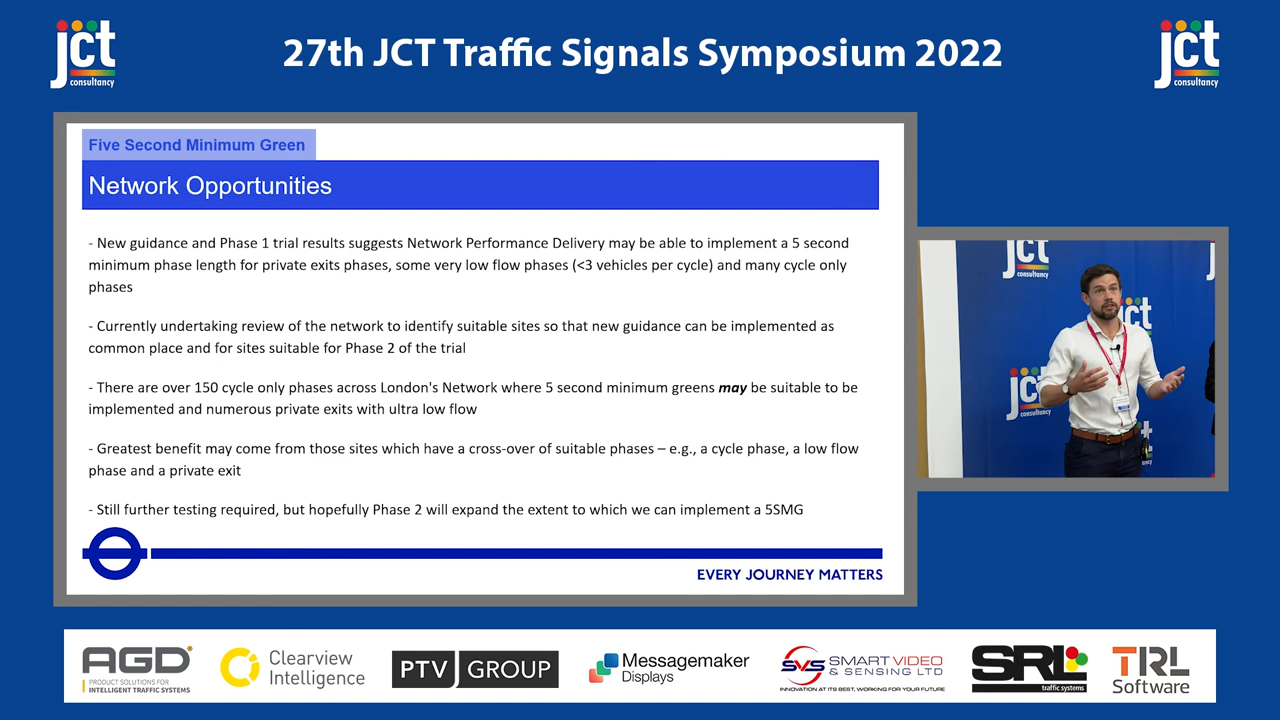 jct
consultancy
27th JCT Traffic Signals Symposium 2022
jct
consultancy
Five Second Minimum Green
Network Opportunities
- New guidance and Phase 1 trial results suggests Network Performance Delivery may be able to implement a 5 second
minimum phase length for private exits phases, some very low flow phases (<3 vehicles per cycle) and many cycle only
phases
- Currently undertaking review of the network to identify suitable sites so that new guidance can be implemented as
common place and for sites suitable for Phase 2 of the trial
- There are over 150 cycle only phases across London's Network where 5 second minimum greens may be suitable to be
implemented and numerous private exits with ultra low flow
- Greatest benefit may come from those sites which have a cross-over of suitable phases – e.g., a cycle phase, a low flow
phase and a private exit
- Still further testing required, but hopefully Phase 2 will expand the extent to which we can implement a 5SMG
EVERY JOURNEY MATTERS
jct
consultancy
jct
consultancy
jct
consultancy
consultancy
AGD
PRODUCT SOLUTIONS FOR
INTELLIGENT TRAFFIC SYSTEMS
Clearview
Intelligence
PTV GROUP
Messagemaker
Displays
SVS SMART VIDEO
& SENSING LTD
INNOVATION AT ITS BEST, WORKING FOR YOUR FUTURE
SRL
traffic systems
TRL
Software